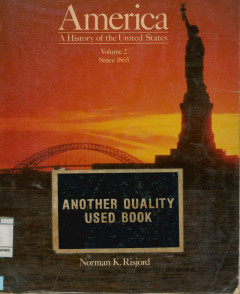 America
A History of the United States
Volume 2
Since 1865
ANOTHER QUALITY
USED BOOK
Norman K. Risjord